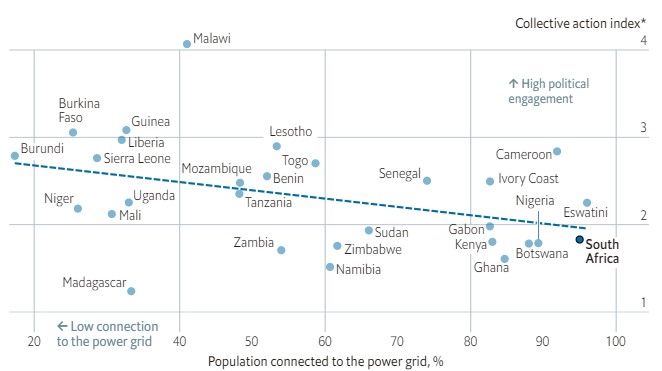 Collective action index*
4
Malawi
↑ High political
engagement
Burkina
Faso
Guinea
3
Liberia
Lesotho
Burundi
Sierra Leone
Togo
Cameroon
Mozambique
Benin
Senegal
Ivory Coast
Niger
Uganda
Tanzania
Nigeria
Eswatini
Mali
2
Zambia
Sudan
Gabon
Zimbabwe
Kenya
Botswana
South
Africa
Namibia
Ghana
Madagascar
1
← Low connection
to the power grid
20
40
50
60
70
80
90
100
Population connected to the power grid, %